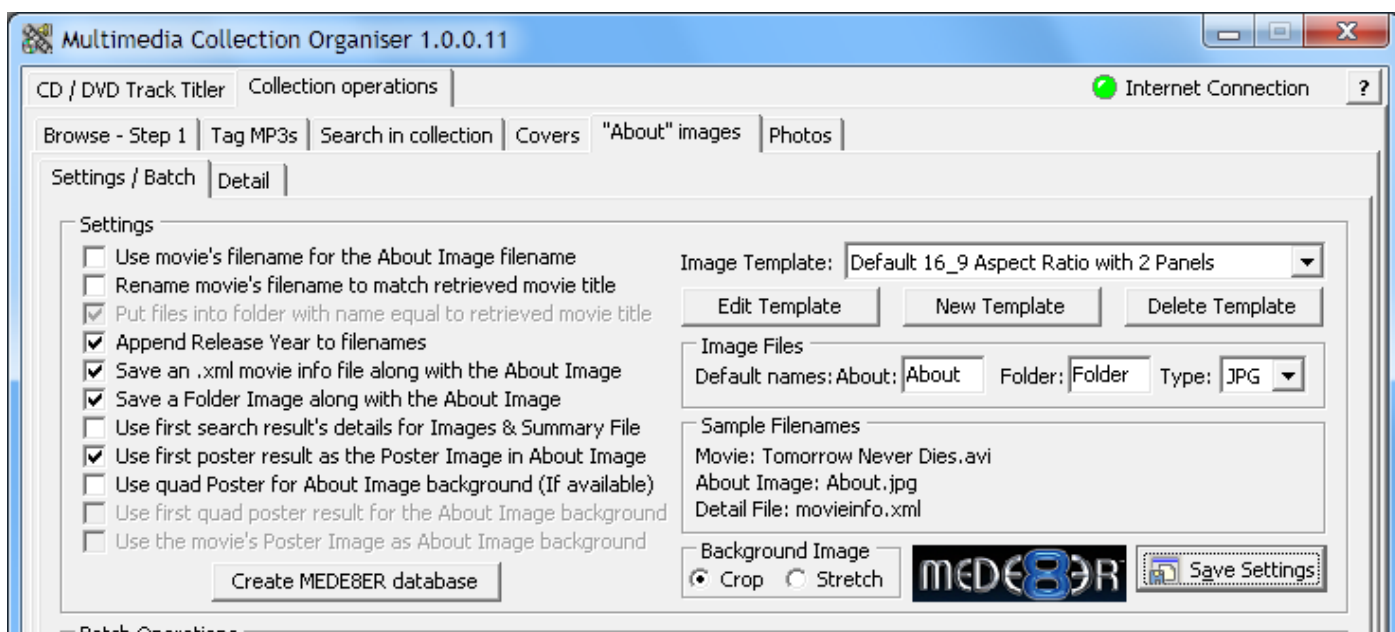 Multimedia Collection Organiser 1.0.0.11
CD / DVD Track Titler Collection operations Internet Connection ?
Browse - Step 1 Tag MP3s Search in collection Covers "About" images Photos
Settings / Batch Detail
Settings
Use movie's filename for the About Image filename
Rename movie's filename to match retrieved movie title
Put files into folder with name equal to retrieved movie title
Append Release Year to filenames
Save an .xml movie info file along with the About Image
Save a Folder Image along with the About Image
Use first search result's details for Images & Summary File
Use first poster result as the Poster Image in About Image
Use quad Poster for About Image background (If available)
Use first quad poster result for the About Image background
Use the movie's Poster Image as About Image background
Create MEDE8ER database
Image Template: Default 16_9 Aspect Ratio with 2 Panels
Edit Template New Template Delete Template
Image Files
Default names: About: About Folder: Folder Type: JPG
Sample Filenames
Movie: Tomorrow Never Dies.avi
About Image: About.jpg
Detail File: movieinfo.xml
Background Image
Crop Stretch
MEDE8ER
Save Settings
Batch Operations